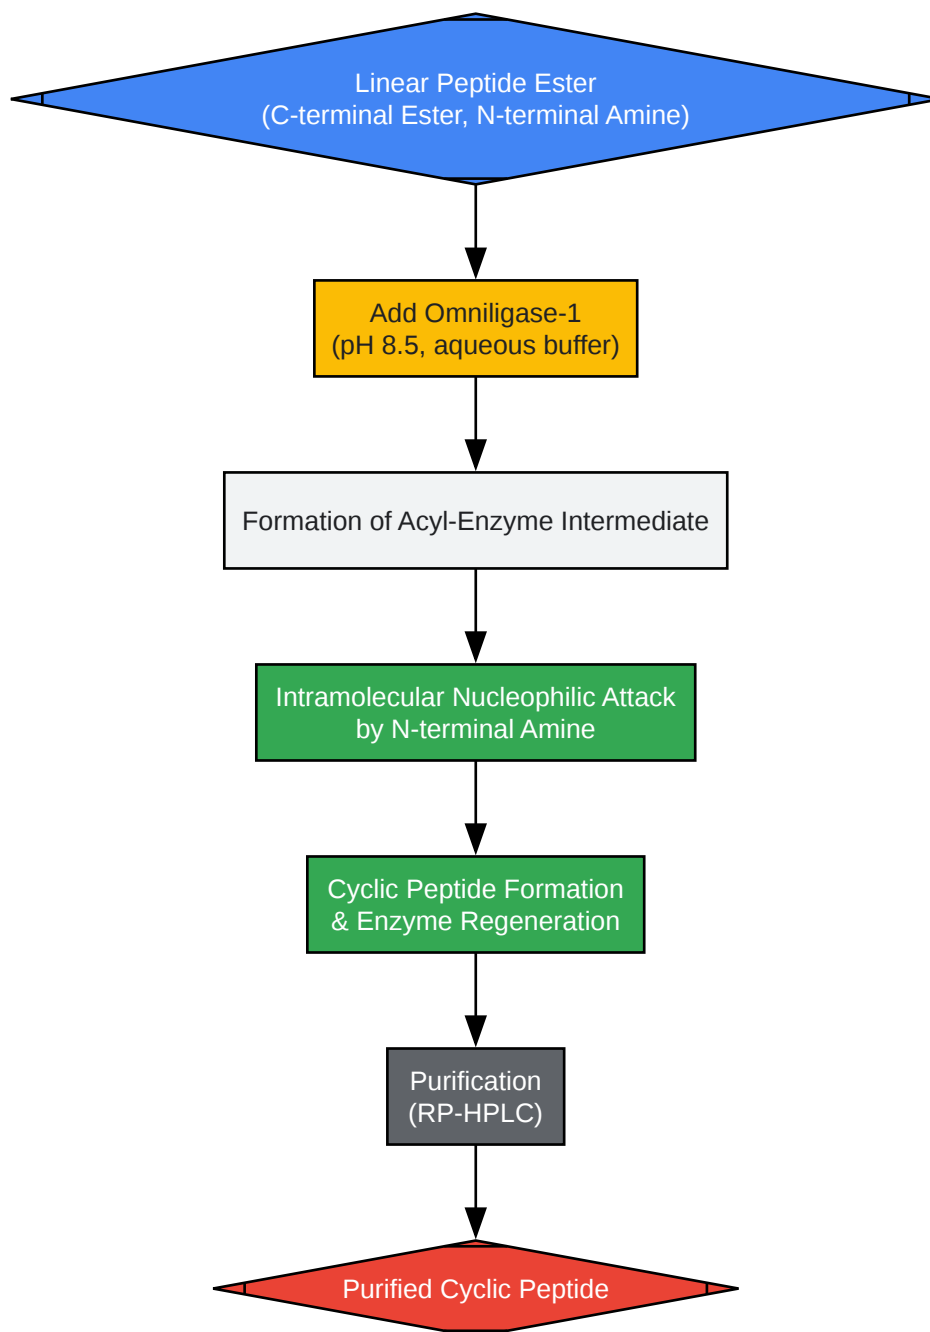 Linear Peptide Ester
(C-terminal Ester, N-terminal Amine)
Add Omniligase-1
(pH 8.5, aqueous buffer)
Formation of Acyl-Enzyme Intermediate
Intramolecular Nucleophilic Attack
by N-terminal Amine
Cyclic Peptide Formation
& Enzyme Regeneration
Purification
(RP-HPLC)
Purified Cyclic Peptide